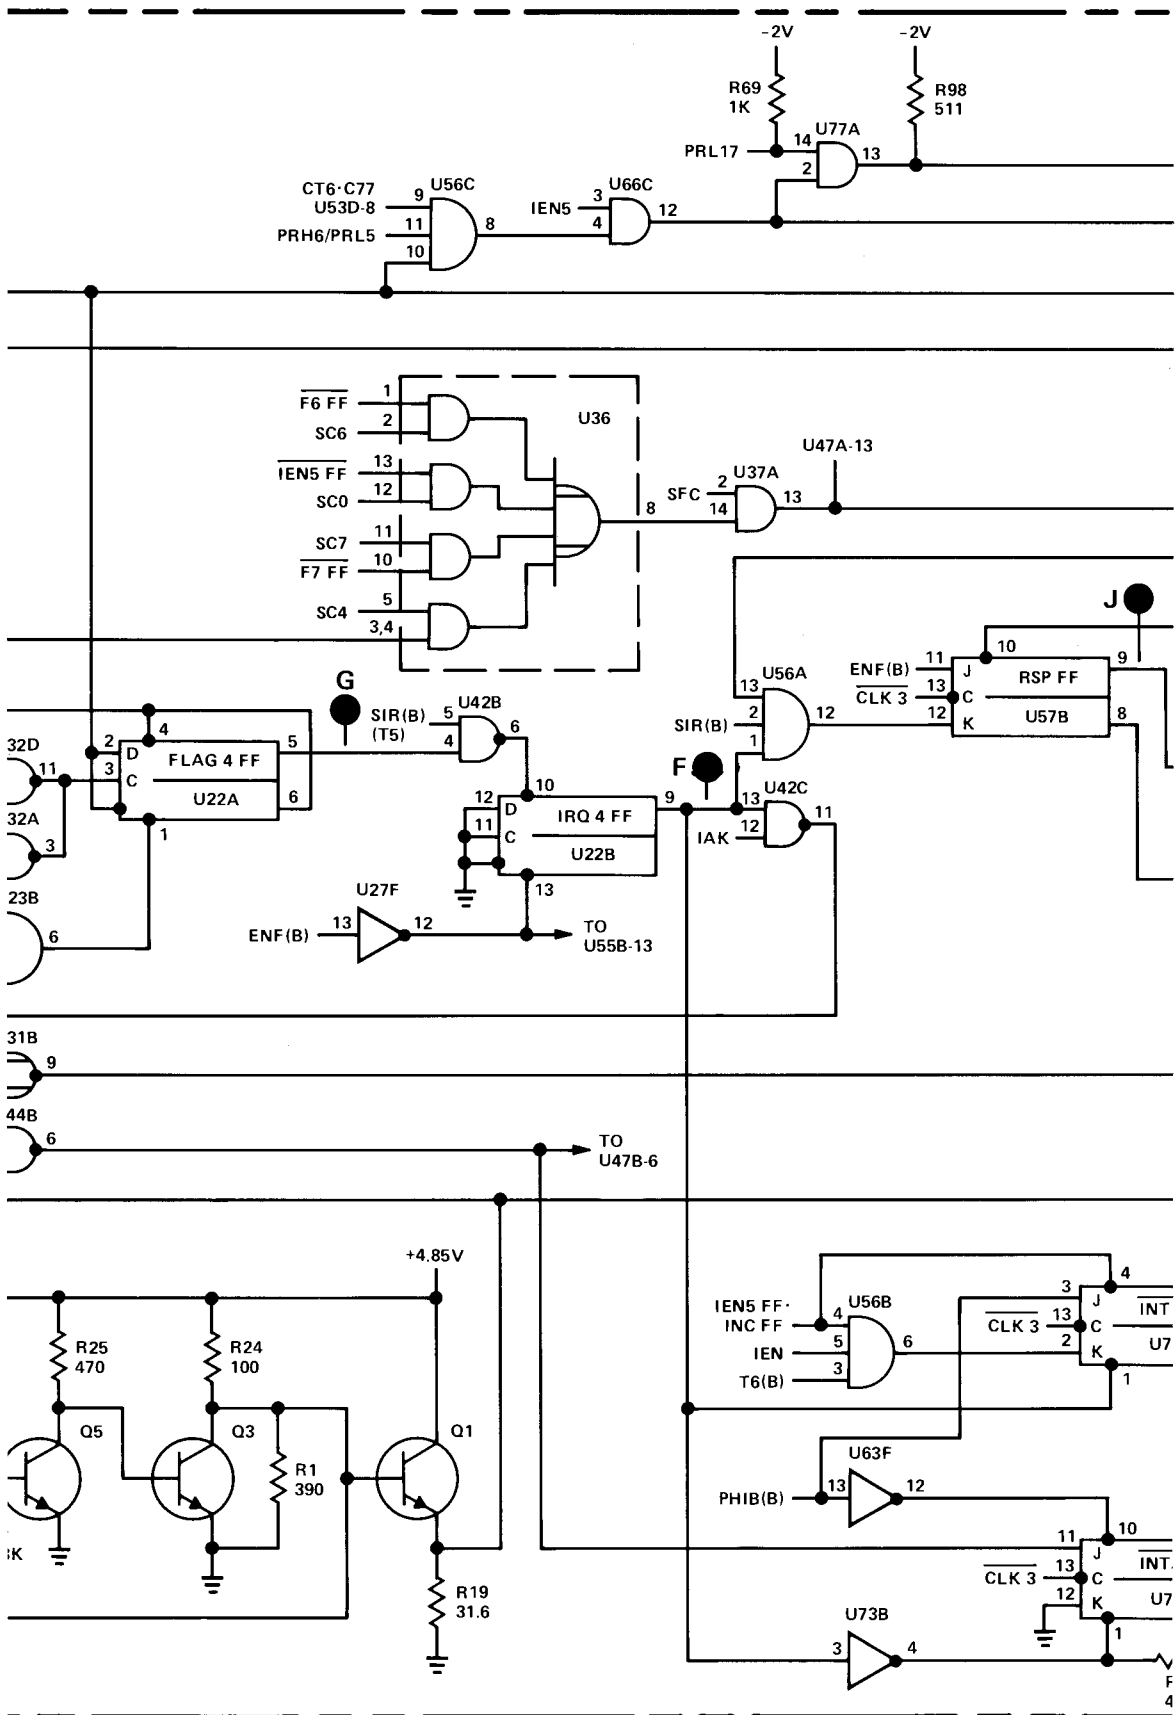 -2V
-2V
R69
1K
R98
511
U77A
PRL17
14
2
13
CT6·C77
U53D-8
9
U56C
PRH6/PRL5
11
10
8
IEN5
3
4
U66C
12
U36
F6 FF
1
SC6
2
IEN5 FF
13
SC0
12
SC7
11
F7 FF
10
SC4
5
3,4
8
SFC
2
14
U37A
13
U47A-13
J
U56A
13
SIR(B)
2
1
12
ENF(B)
11
J
CLK 3
13
C
12
K
10
RSP FF
U57B
9
8
G
SIR(B)
(T5)
5
4
U42B
6
32D
11
32A
3
23B
6
2
D
3
C
4
FLAG 4 FF
U22A
5
6
1
F
12
D
11
C
10
IRQ 4 FF
U22B
9
13
13
IAK
12
U42C
11
U27F
ENF(B)
13
12
TO
U55B-13
31B
9
44B
6
TO
U47B-6
+4.85V
R25
470
R24
100
Q5
Q3
R1
390
Q1
R19
31.6
IEN5 FF·
INC FF
4
IEN
5
T6(B)
3
U56B
6
3
J
CLK 3
13
C
2
K
4
INT
U7
1
U63F
PHIB(B)
13
12
11
J
CLK 3
13
C
12
K
10
INT
U7
1
U73B
3
4
4